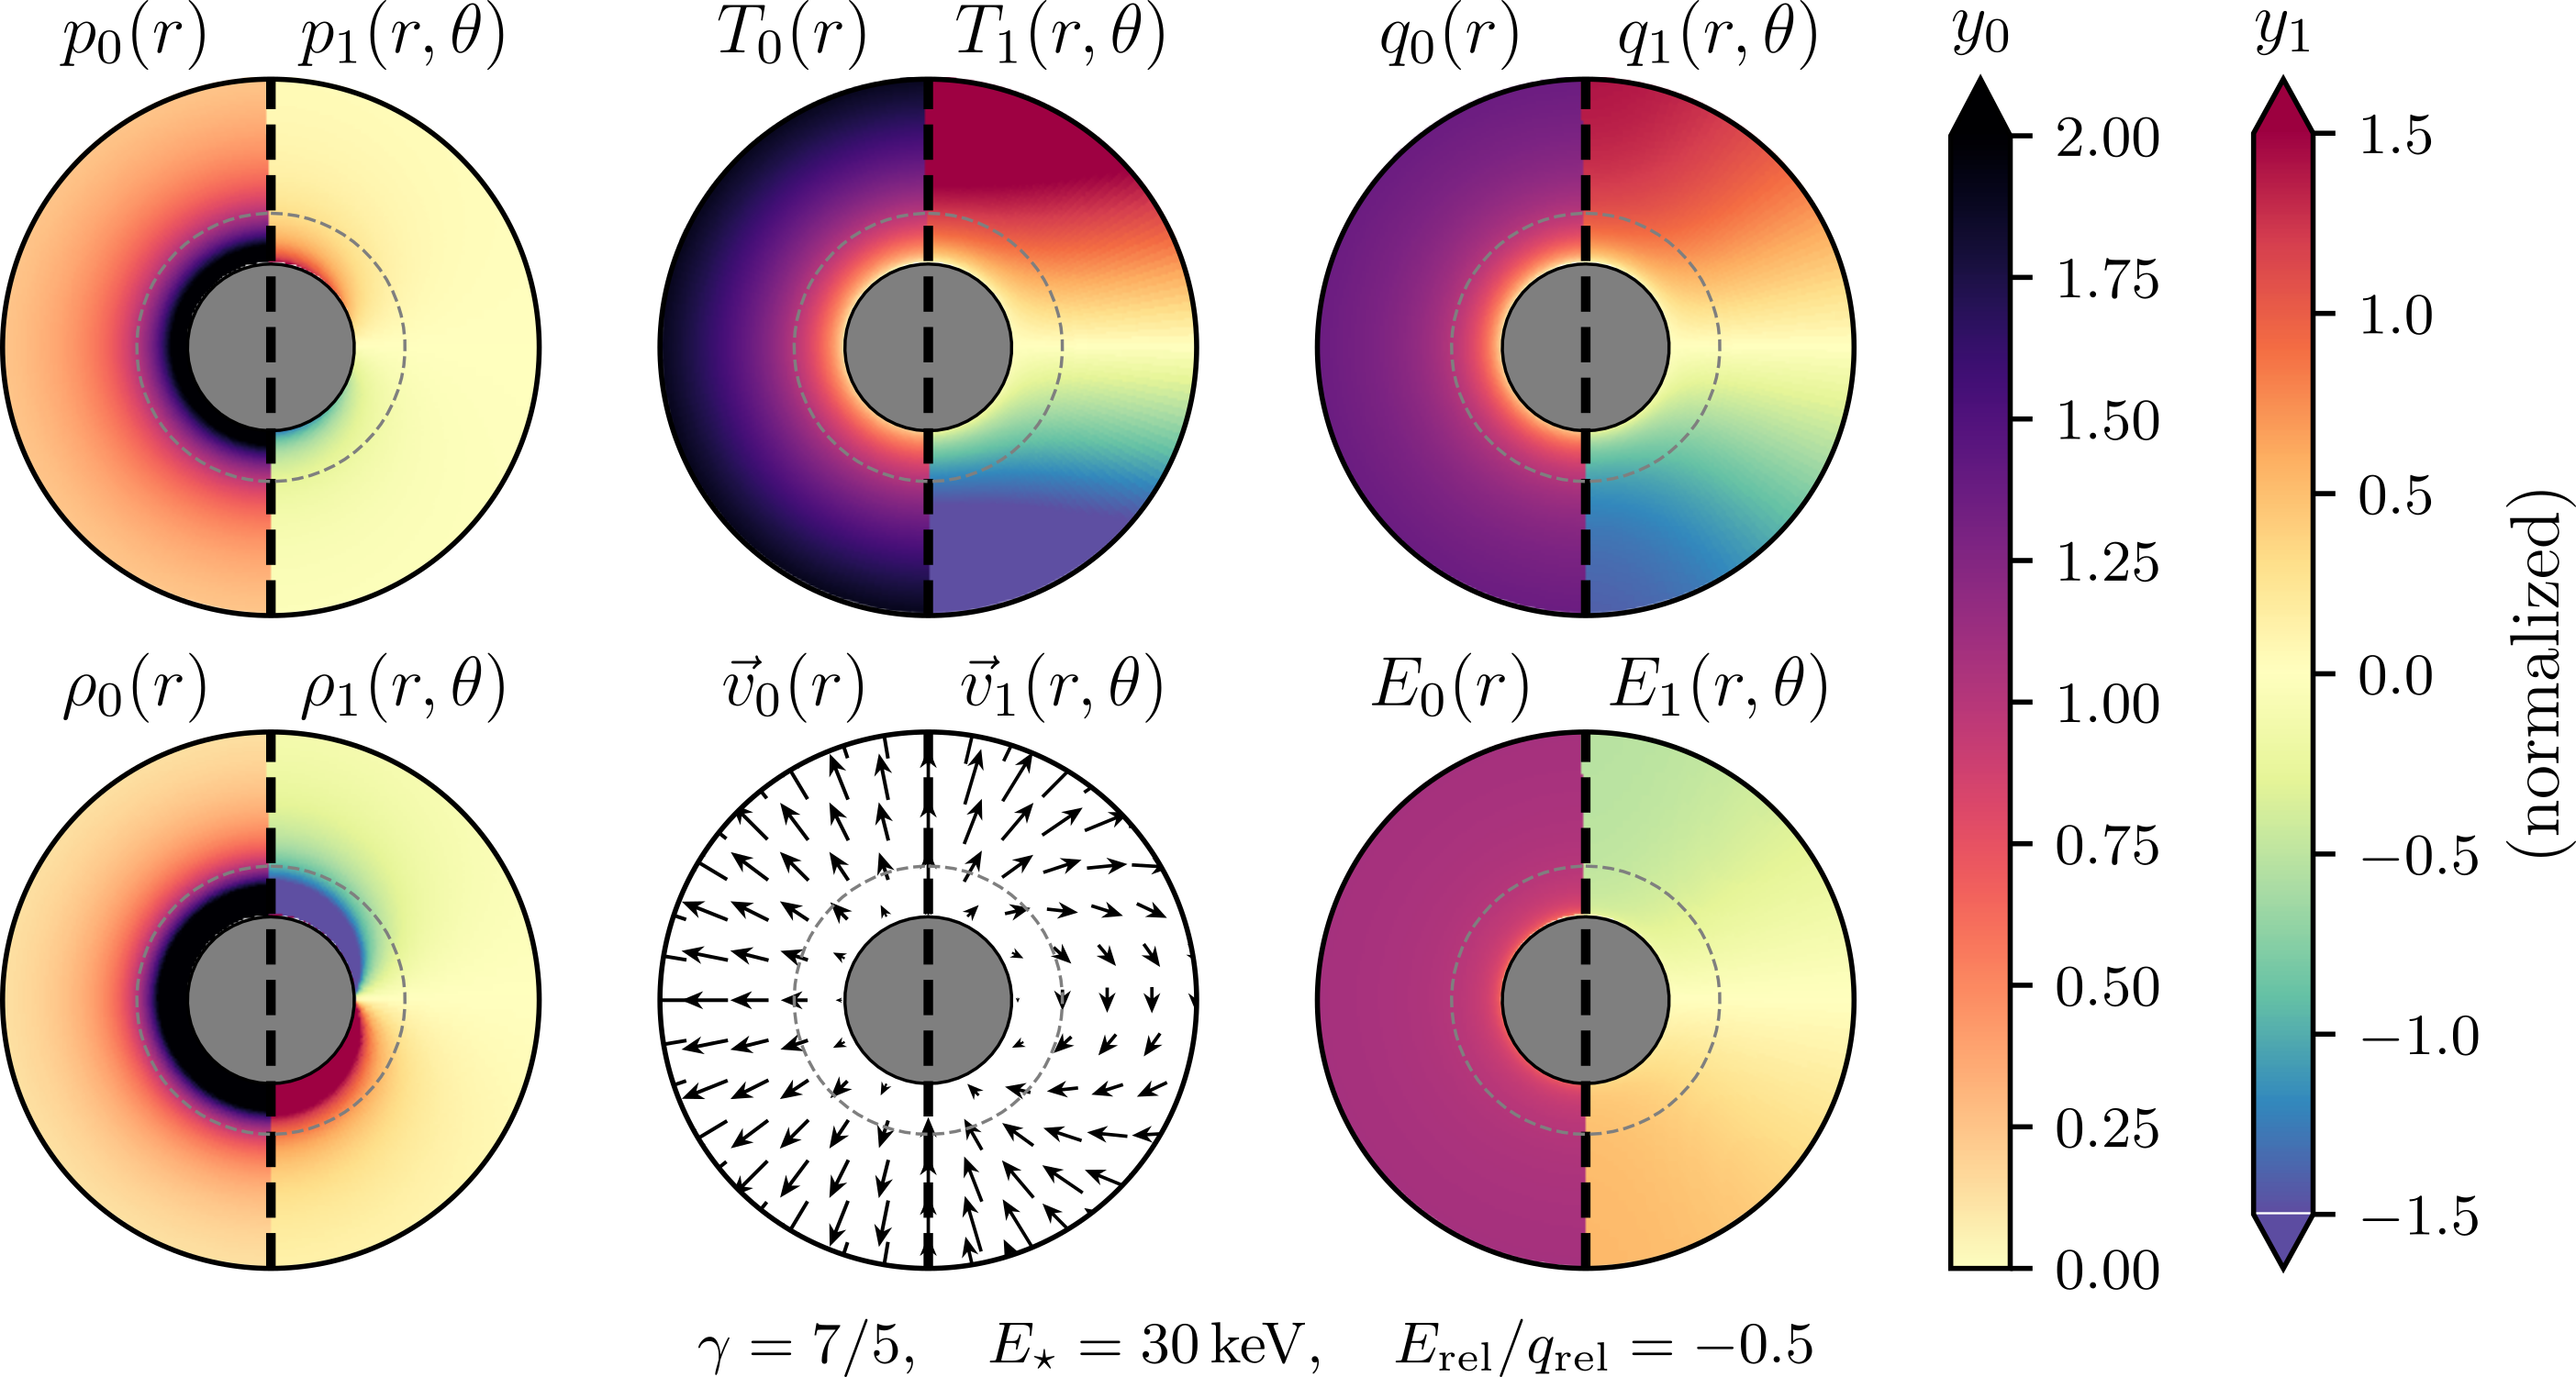 p₀(r) p₁(r, θ)
T₀(r) T₁(r, θ)
q₀(r) q₁(r, θ)
y₀
y₁
ρ₀(r) ρ₁(r, θ)
v⃗₀(r) v⃗₁(r, θ)
E₀(r) E₁(r, θ)
2.00
1.75
1.50
1.25
1.00
0.75
0.50
0.25
0.00
1.5
1.0
0.5
0.0
−0.5
−1.0
−1.5
(normalized)
γ = 7/5, E⋆ = 30 keV, E_rel/q_rel = −0.5